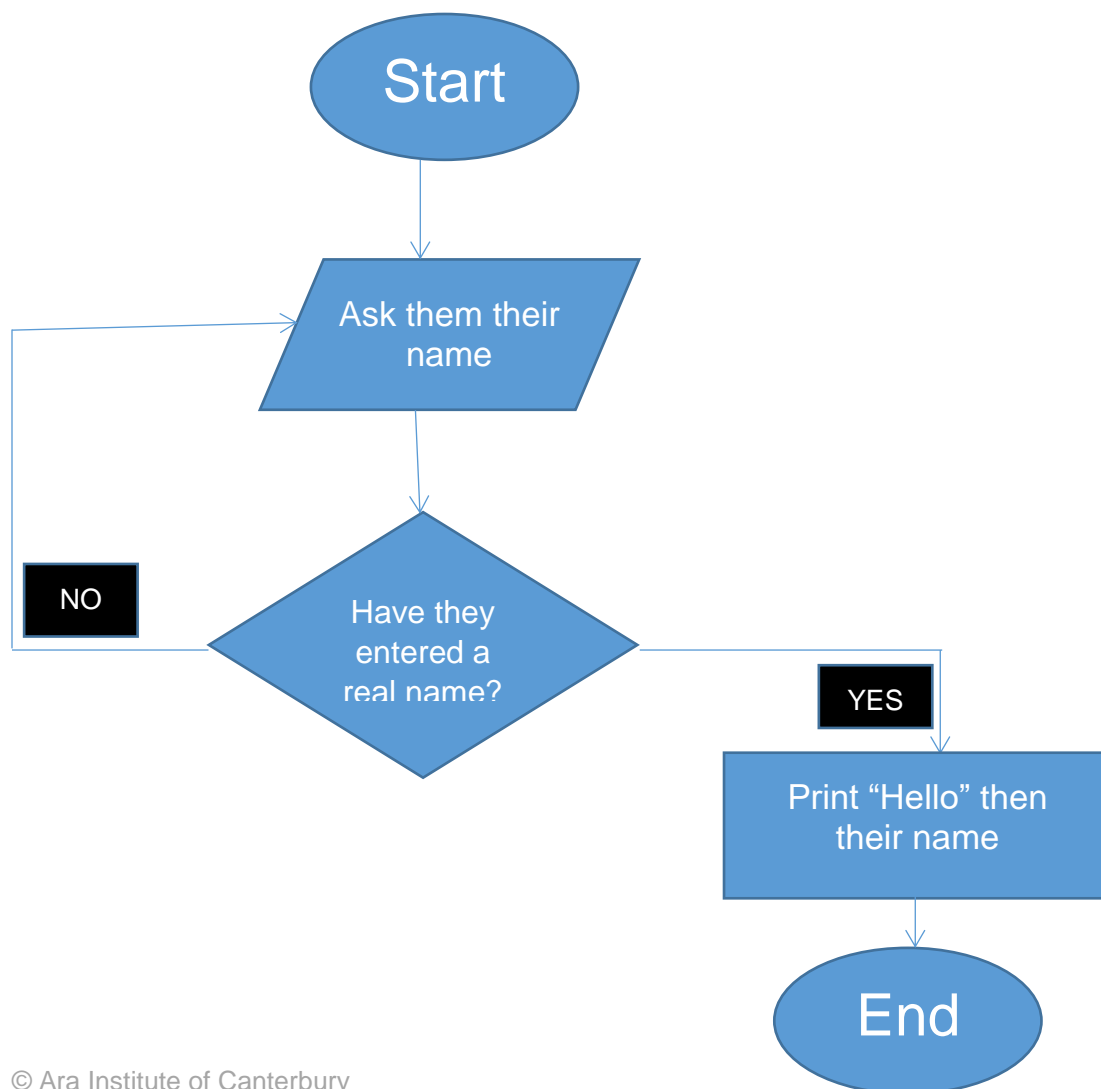 Start
Ask them their
name
NO
Have they
entered a
real name?
YES
Print “Hello” then
their name
End
© Ara Institute of Canterbury